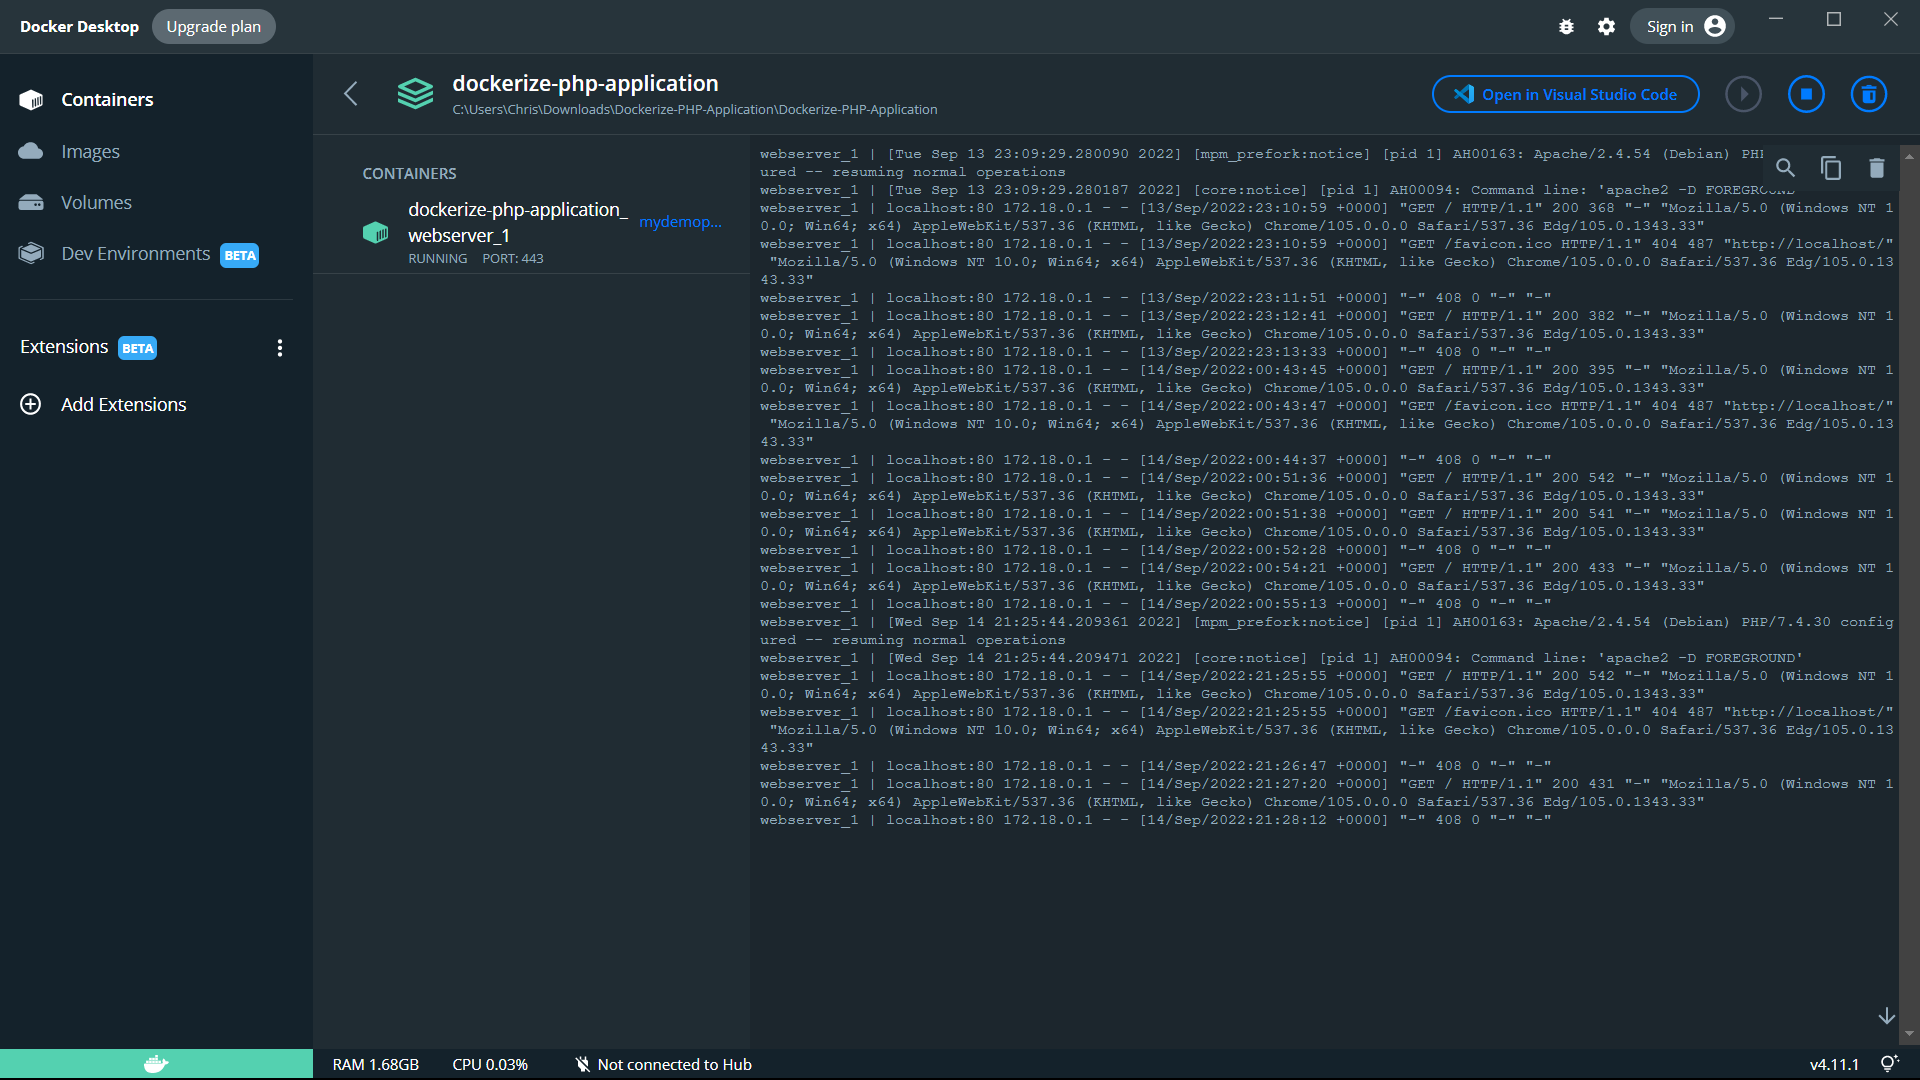 Docker Desktop
Upgrade plan
Sign in
Containers
Images
Volumes
Dev Environments BETA
Extensions BETA
Add Extensions
dockerize-php-application
C:\Users\Chris\Downloads\Dockerize-PHP-Application\Dockerize-PHP-Application
Open in Visual Studio Code
CONTAINERS
dockerize-php-application_
webserver_1
mydemop...
RUNNING PORT: 443
webserver_1 | [Tue Sep 13 23:09:29.280090 2022] [mpm_prefork:notice] [pid 1] AH00163: Apache/2.4.54 (Debian)
ured -- resuming normal operations
webserver_1 | [Tue Sep 13 23:09:29.280187 2022] [core:notice] [pid 1] AH00094: Command line: 'apache2 -D FOREGROUND'
webserver_1 | localhost:80 172.18.0.1 - - [13/Sep/2022:23:10:59 +0000] "GET / HTTP/1.1" 200 368 "-" "Mozilla/5.0 (Windows NT 1
0.0; Win64; x64) AppleWebKit/537.36 (KHTML, like Gecko) Chrome/105.0.0.0 Safari/537.36 Edg/105.0.1343.33"
webserver_1 | localhost:80 172.18.0.1 - - [13/Sep/2022:23:10:59 +0000] "GET /favicon.ico HTTP/1.1" 404 487 "http://localhost/"
"Mozilla/5.0 (Windows NT 10.0; Win64; x64) AppleWebKit/537.36 (KHTML, like Gecko) Chrome/105.0.0.0 Safari/537.36 Edg/105.0.13
43.33"
webserver_1 | localhost:80 172.18.0.1 - - [13/Sep/2022:23:11:51 +0000] "-" 408 0 "-" "-"
webserver_1 | localhost:80 172.18.0.1 - - [13/Sep/2022:23:12:41 +0000] "GET / HTTP/1.1" 200 382 "-" "Mozilla/5.0 (Windows NT 1
0.0; Win64; x64) AppleWebKit/537.36 (KHTML, like Gecko) Chrome/105.0.0.0 Safari/537.36 Edg/105.0.1343.33"
webserver_1 | localhost:80 172.18.0.1 - - [13/Sep/2022:23:13:33 +0000] "-" 408 0 "-" "-"
webserver_1 | localhost:80 172.18.0.1 - - [14/Sep/2022:00:43:45 +0000] "GET / HTTP/1.1" 200 395 "-" "Mozilla/5.0 (Windows NT 1
0.0; Win64; x64) AppleWebKit/537.36 (KHTML, like Gecko) Chrome/105.0.0.0 Safari/537.36 Edg/105.0.1343.33"
webserver_1 | localhost:80 172.18.0.1 - - [14/Sep/2022:00:43:47 +0000] "GET /favicon.ico HTTP/1.1" 404 487 "http://localhost/"
"Mozilla/5.0 (Windows NT 10.0; Win64; x64) AppleWebKit/537.36 (KHTML, like Gecko) Chrome/105.0.0.0 Safari/537.36 Edg/105.0.13
43.33"
webserver_1 | localhost:80 172.18.0.1 - - [14/Sep/2022:00:44:37 +0000] "-" 408 0 "-" "-"
webserver_1 | localhost:80 172.18.0.1 - - [14/Sep/2022:00:51:36 +0000] "GET / HTTP/1.1" 200 542 "-" "Mozilla/5.0 (Windows NT 1
0.0; Win64; x64) AppleWebKit/537.36 (KHTML, like Gecko) Chrome/105.0.0.0 Safari/537.36 Edg/105.0.1343.33"
webserver_1 | localhost:80 172.18.0.1 - - [14/Sep/2022:00:51:38 +0000] "GET / HTTP/1.1" 200 541 "-" "Mozilla/5.0 (Windows NT 1
0.0; Win64; x64) AppleWebKit/537.36 (KHTML, like Gecko) Chrome/105.0.0.0 Safari/537.36 Edg/105.0.1343.33"
webserver_1 | localhost:80 172.18.0.1 - - [14/Sep/2022:00:52:28 +0000] "-" 408 0 "-" "-"
webserver_1 | localhost:80 172.18.0.1 - - [14/Sep/2022:00:54:21 +0000] "GET / HTTP/1.1" 200 433 "-" "Mozilla/5.0 (Windows NT 1
0.0; Win64; x64) AppleWebKit/537.36 (KHTML, like Gecko) Chrome/105.0.0.0 Safari/537.36 Edg/105.0.1343.33"
webserver_1 | localhost:80 172.18.0.1 - - [14/Sep/2022:00:55:13 +0000] "-" 408 0 "-" "-"
webserver_1 | [Wed Sep 14 21:25:44.209361 2022] [mpm_prefork:notice] [pid 1] AH00163: Apache/2.4.54 (Debian) PHP/7.4.30 config
ured -- resuming normal operations
webserver_1 | [Wed Sep 14 21:25:44.209471 2022] [core:notice] [pid 1] AH00094: Command line: 'apache2 -D FOREGROUND'
webserver_1 | localhost:80 172.18.0.1 - - [14/Sep/2022:21:25:55 +0000] "GET / HTTP/1.1" 200 542 "-" "Mozilla/5.0 (Windows NT 1
0.0; Win64; x64) AppleWebKit/537.36 (KHTML, like Gecko) Chrome/105.0.0.0 Safari/537.36 Edg/105.0.1343.33"
webserver_1 | localhost:80 172.18.0.1 - - [14/Sep/2022:21:25:55 +0000] "GET /favicon.ico HTTP/1.1" 404 487 "http://localhost/"
"Mozilla/5.0 (Windows NT 10.0; Win64; x64) AppleWebKit/537.36 (KHTML, like Gecko) Chrome/105.0.0.0 Safari/537.36 Edg/105.0.13
43.33"
webserver_1 | localhost:80 172.18.0.1 - - [14/Sep/2022:21:26:47 +0000] "-" 408 0 "-" "-"
webserver_1 | localhost:80 172.18.0.1 - - [14/Sep/2022:21:27:20 +0000] "GET / HTTP/1.1" 200 431 "-" "Mozilla/5.0 (Windows NT 1
0.0; Win64; x64) AppleWebKit/537.36 (KHTML, like Gecko) Chrome/105.0.0.0 Safari/537.36 Edg/105.0.1343.33"
webserver_1 | localhost:80 172.18.0.1 - - [14/Sep/2022:21:28:12 +0000] "-" 408 0 "-" "-"
RAM 1.68GB CPU 0.03% Not connected to Hub
v4.11.1